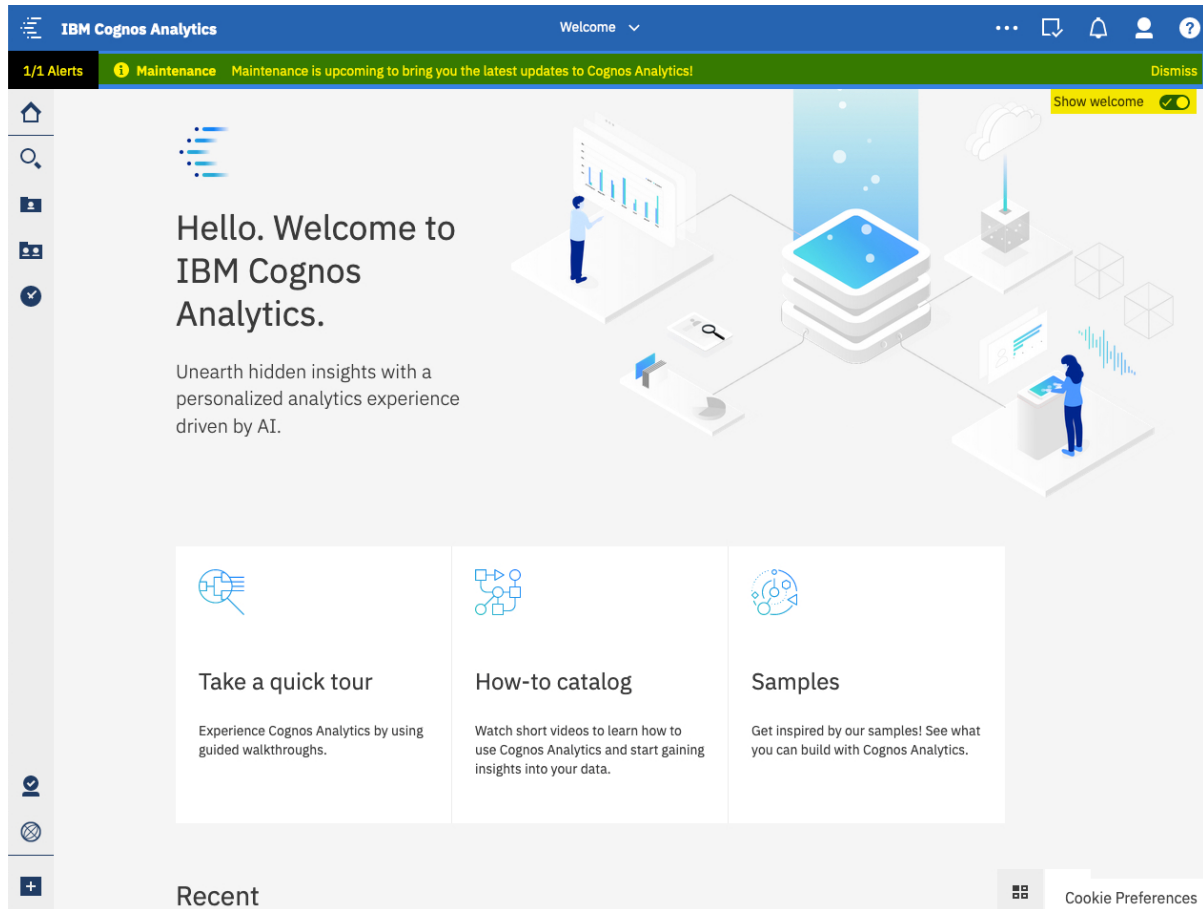 IBM Cognos Analytics
Welcome
1/1 Alerts
Maintenance Maintenance is upcoming to bring you the latest updates to Cognos Analytics!
Dismiss
Show welcome
Hello. Welcome to
IBM Cognos
Analytics.
Unearth hidden insights with a
personalized analytics experience
driven by AI.
Take a quick tour
Experience Cognos Analytics by using
guided walkthroughs.
How-to catalog
Watch short videos to learn how to
use Cognos Analytics and start gaining
insights into your data.
Samples
Get inspired by our samples! See what
you can build with Cognos Analytics.
Recent
Cookie Preferences